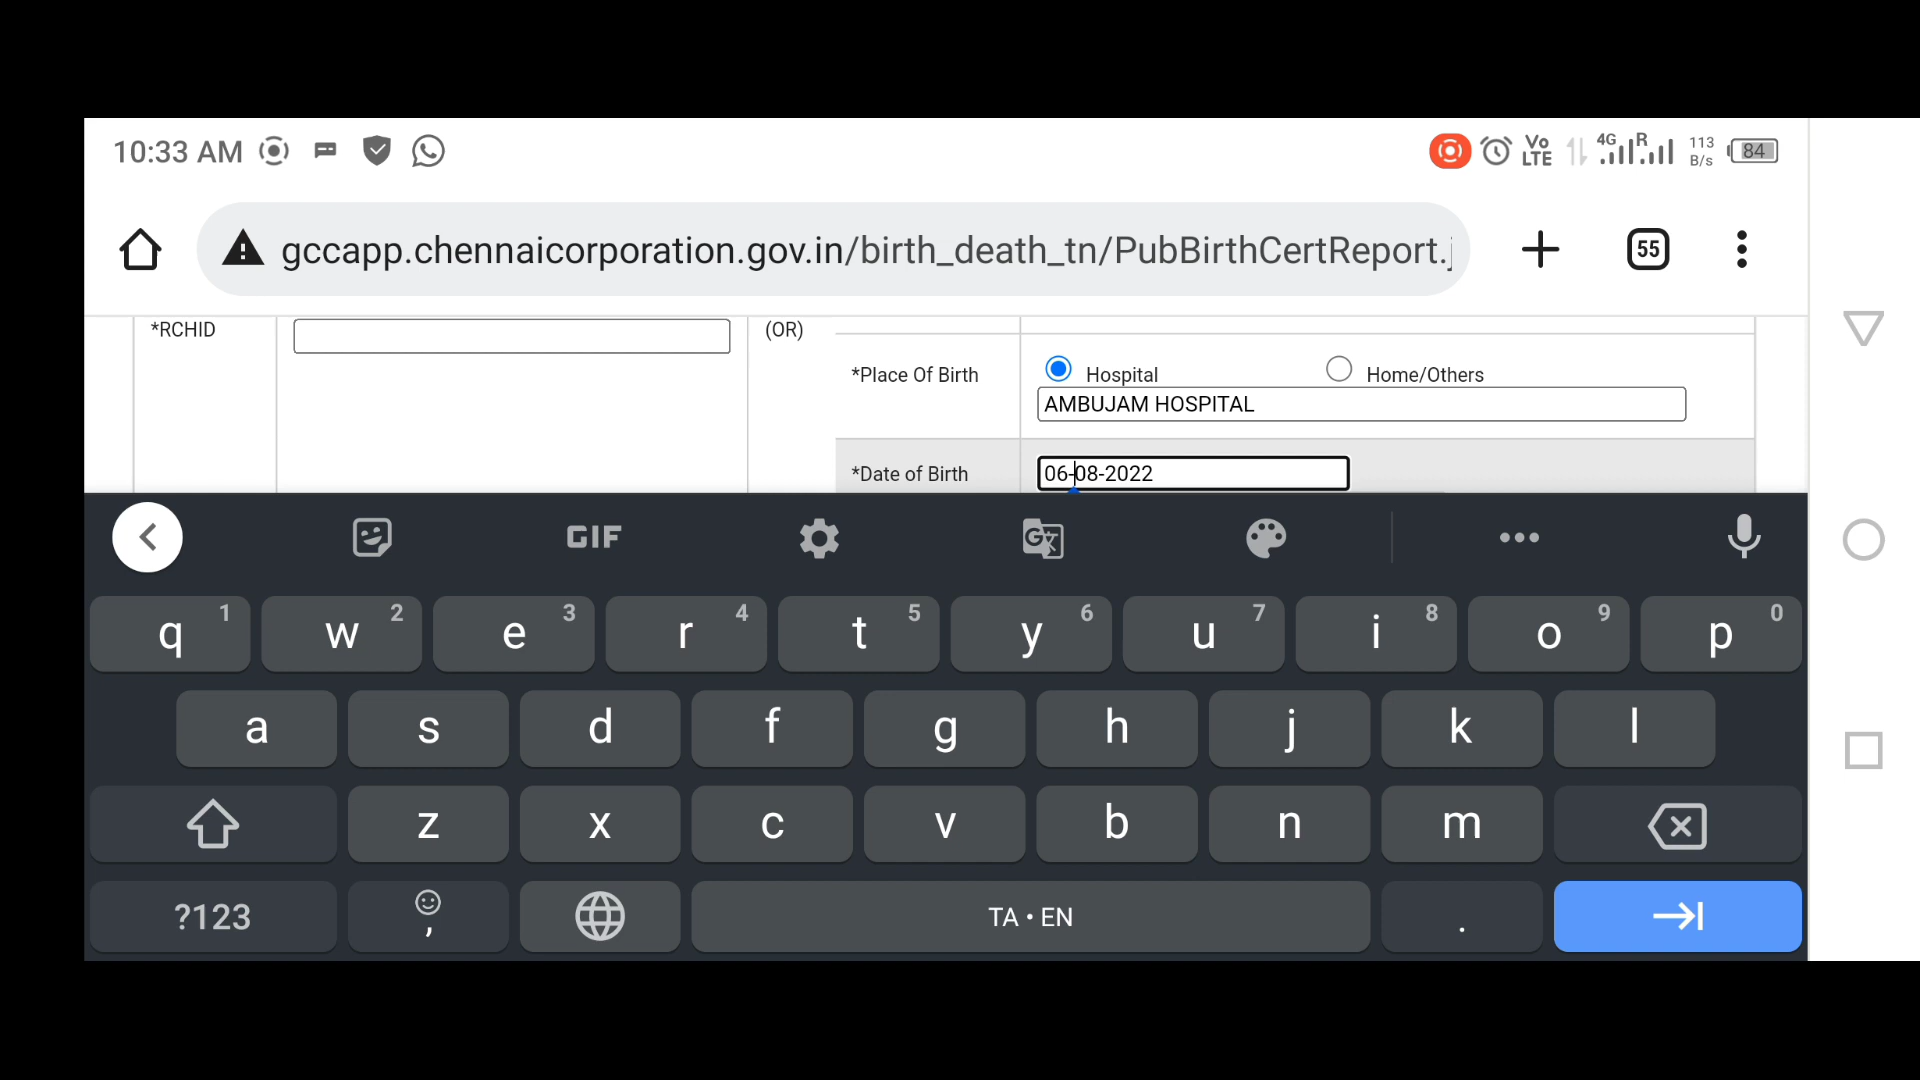 10:33 AM
Vo LTE
4G R
113 B/s
84
gccapp.chennaicorporation.gov.in/birth_death_tn/PubBirthCertReport.j
55
*RCHID
(OR)
*Place Of Birth
Hospital
Home/Others
AMBUJAM HOSPITAL
*Date of Birth
06-08-2022
GIF
G文
q 1 w 2 e 3 r 4 t 5 y 6 u 7 i 8 o 9 p 0
a s d f g h j k l
z x c v b n m
?123 , TA • EN .